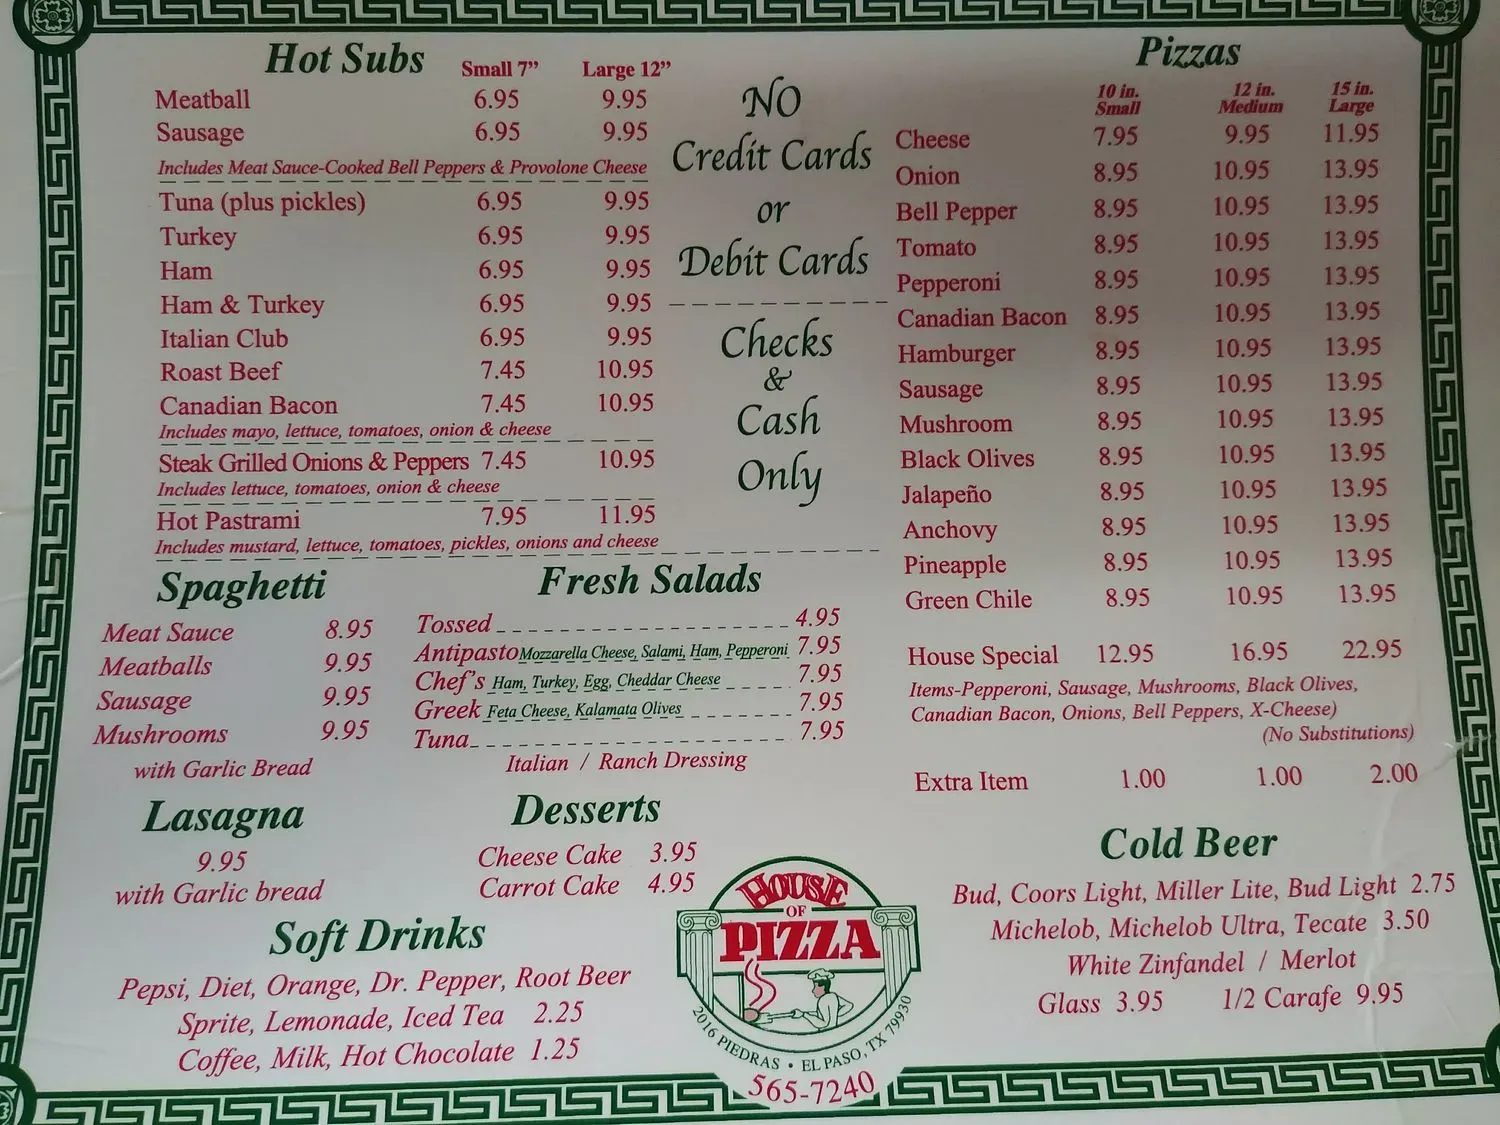 Hot Subs Small 7” Large 12”
Meatball 6.95 9.95
Sausage 6.95 9.95
Includes Meat Sauce-Cooked Bell Peppers & Provolone Cheese
Tuna (plus pickles) 6.95 9.95
Turkey 6.95 9.95
Ham 6.95 9.95
Ham & Turkey 6.95 9.95
Italian Club 6.95 9.95
Roast Beef 7.45 10.95
Canadian Bacon 7.45 10.95
Includes mayo, lettuce, tomatoes, onion & cheese
Steak Grilled Onions & Peppers 7.45 10.95
Includes lettuce, tomatoes, onion & cheese
Hot Pastrami 7.95 11.95
Includes mustard, lettuce, tomatoes, pickles, onions and cheese
NO
Credit Cards
or
Debit Cards
Checks
&
Cash
Only
Pizzas
10 in. 12 in. 15 in.
Small Medium Large
Cheese 7.95 9.95 11.95
Onion 8.95 10.95 13.95
Bell Pepper 8.95 10.95 13.95
Tomato 8.95 10.95 13.95
Pepperoni 8.95 10.95 13.95
Canadian Bacon 8.95 10.95 13.95
Hamburger 8.95 10.95 13.95
Sausage 8.95 10.95 13.95
Mushroom 8.95 10.95 13.95
Black Olives 8.95 10.95 13.95
Jalapeño 8.95 10.95 13.95
Anchovy 8.95 10.95 13.95
Pineapple 8.95 10.95 13.95
Green Chile 8.95 10.95 13.95
House Special 12.95 16.95 22.95
Items-Pepperoni, Sausage, Mushrooms, Black Olives,
Canadian Bacon, Onions, Bell Peppers, X-Cheese)
(No Substitutions)
Extra Item 1.00 1.00 2.00
Spaghetti
Meat Sauce 8.95
Meatballs 9.95
Sausage 9.95
Mushrooms 9.95
with Garlic Bread
Fresh Salads
Tossed 4.95
Antipasto Mozzarella Cheese, Salami, Ham, Pepperoni 7.95
Chef's Ham, Turkey, Egg, Cheddar Cheese 7.95
Greek Feta Cheese, Kalamata Olives 7.95
Tuna 7.95
Italian / Ranch Dressing
Lasagna
9.95
with Garlic bread
Desserts
Cheese Cake 3.95
Carrot Cake 4.95
Soft Drinks
Pepsi, Diet, Orange, Dr. Pepper, Root Beer
Sprite, Lemonade, Iced Tea 2.25
Coffee, Milk, Hot Chocolate 1.25
HOUSE
OF
PIZZA
2016 PIEDRAS • EL PASO, TX 79930
565-7240
Cold Beer
Bud, Coors Light, Miller Lite, Bud Light 2.75
Michelob, Michelob Ultra, Tecate 3.50
White Zinfandel / Merlot
Glass 3.95 1/2 Carafe 9.95